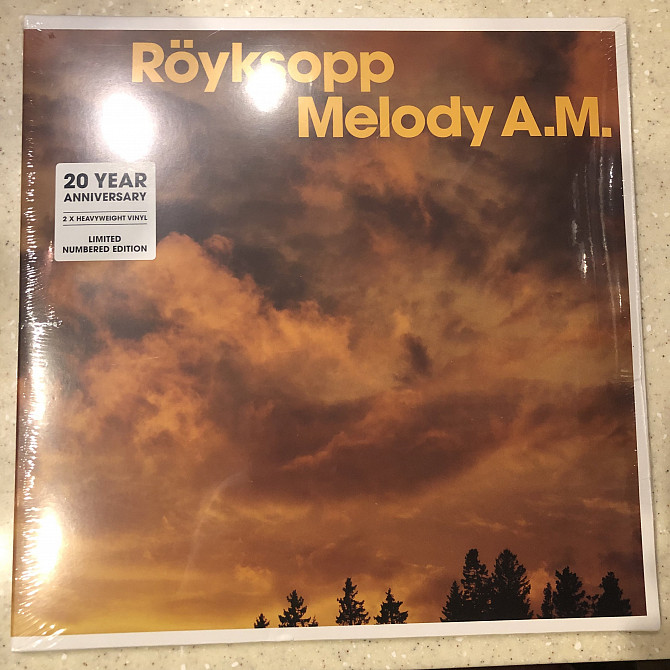 Röyksopp
Melody A.M.
20 YEAR
ANNIVERSARY
2 X HEAVYWEIGHT VINYL
LIMITED
NUMBERED EDITION